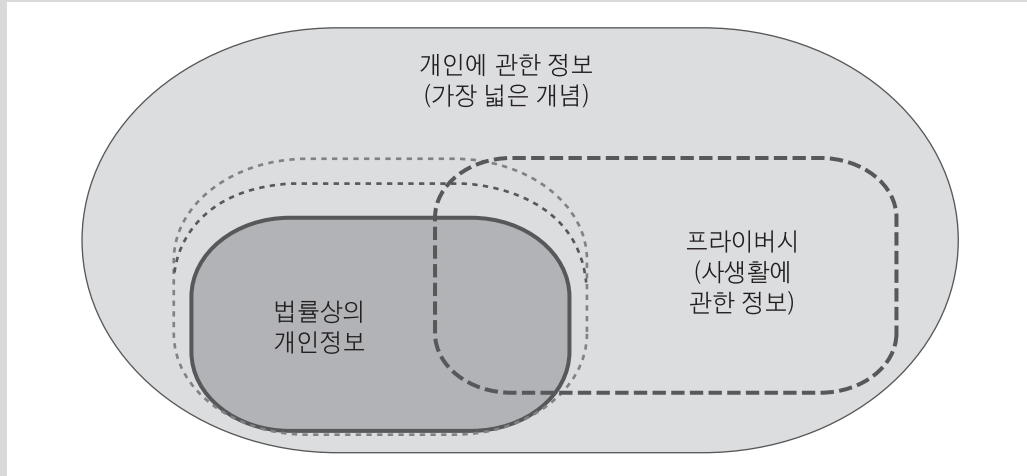 개인에 관한 정보
(가장 넓은 개념)
프라이버시
(사생활에
관한 정보)
법률상의
개인정보